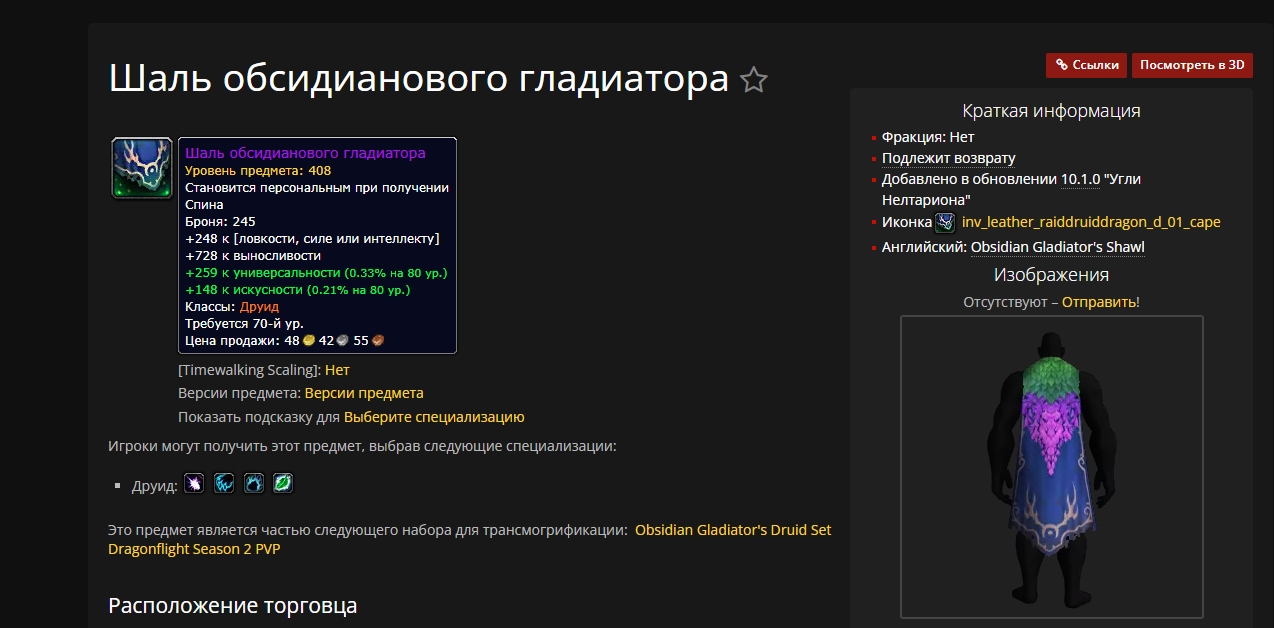 Шаль обсидианового гладиатора
Ссылки
Посмотреть в 3D
Шаль обсидианового гладиатора
Уровень предмета: 408
Становится персональным при получении
Спина
Броня: 245
+248 к [ловкости, силе или интеллекту]
+728 к выносливости
+259 к универсальности (0.33% на 80 ур.)
+148 к искусности (0.21% на 80 ур.)
Классы: Друид
Требуется 70-й ур.
Цена продажи: 48 42 55
[Timewalking Scaling]: Нет
Версии предмета: Версии предмета
Показать подсказку для Выберите специализацию
Игроки могут получить этот предмет, выбрав следующие специализации:
Друид:
Это предмет является частью следующего набора для трансмогрификации: Obsidian Gladiator's Druid Set
Dragonflight Season 2 PVP
Расположение торговца
Краткая информация
Фракция: Нет
Подлежит возврату
Добавлено в обновлении 10.1.0 "Угли
Нелтариона"
Иконка inv_leather_raiddruiddragon_d_01_cape
Английский: Obsidian Gladiator's Shawl
Изображения
Отсутствуют – Отправить!